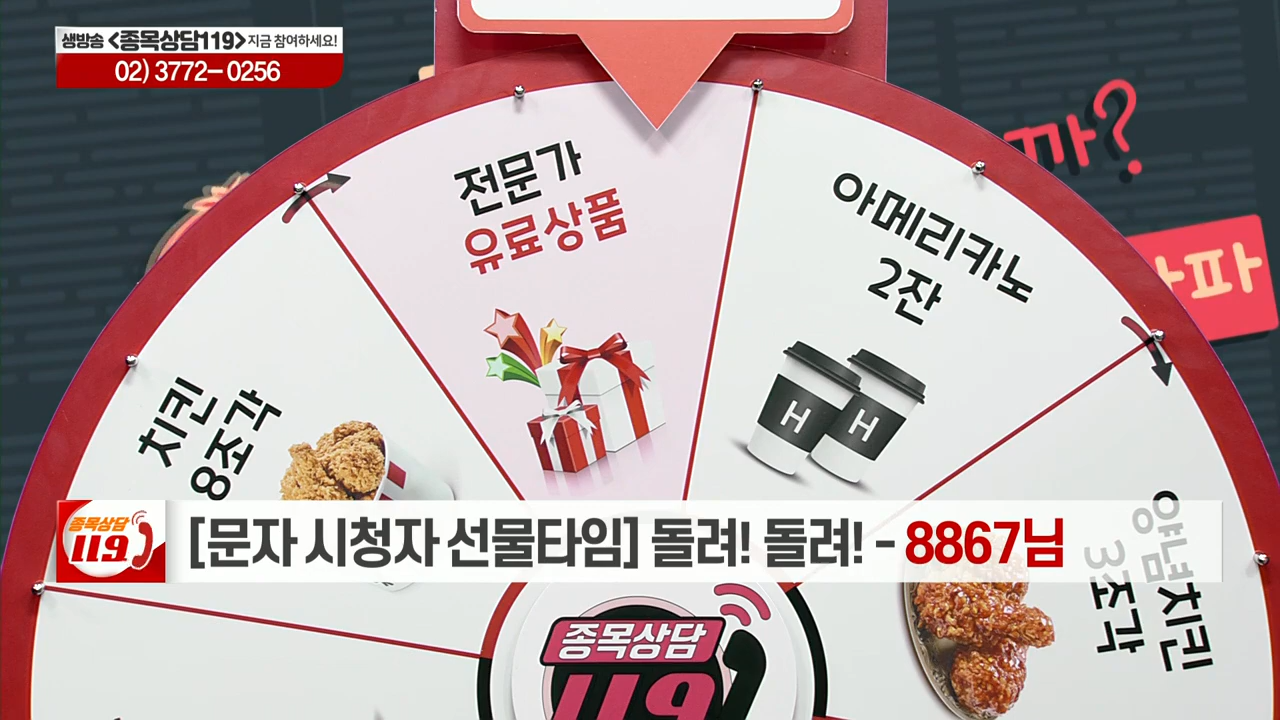 생방송 <종목상담119> 지금 참여하세요!
02) 3772-0256
까?
파
전문가
유료상품
아메리카노
2잔
H H
치킨
8조각
양념치킨
3조각
종목상담
119
[문자 시청자 선물타임] 돌려! 돌려! - 8867님
종목상담
119